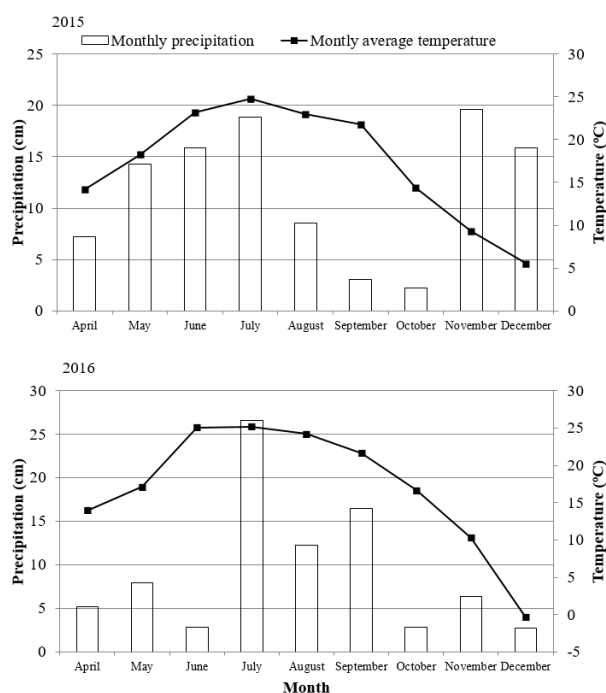 2015
Monthly precipitation Montly average temperature
25 30
20 25
15 20
10 15
5 10
0 5
0
Precipitation (cm)
Temperature (ºC)
April May June July August September October November December
2016
30 30
25 25
20 20
15 15
10 10
5 5
0 0
-5
Precipitation (cm)
Temperature (ºC)
April May June July August September October November December
Month